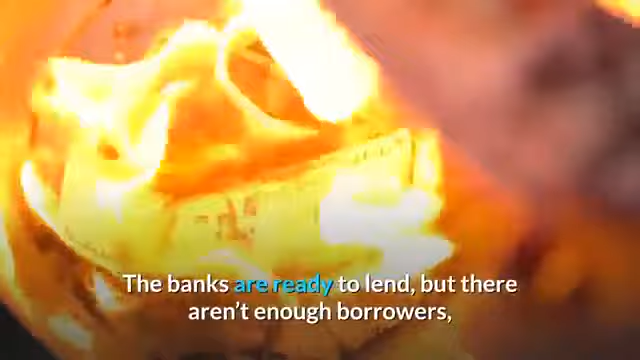 The banks are ready to lend, but there
aren't enough borrowers,